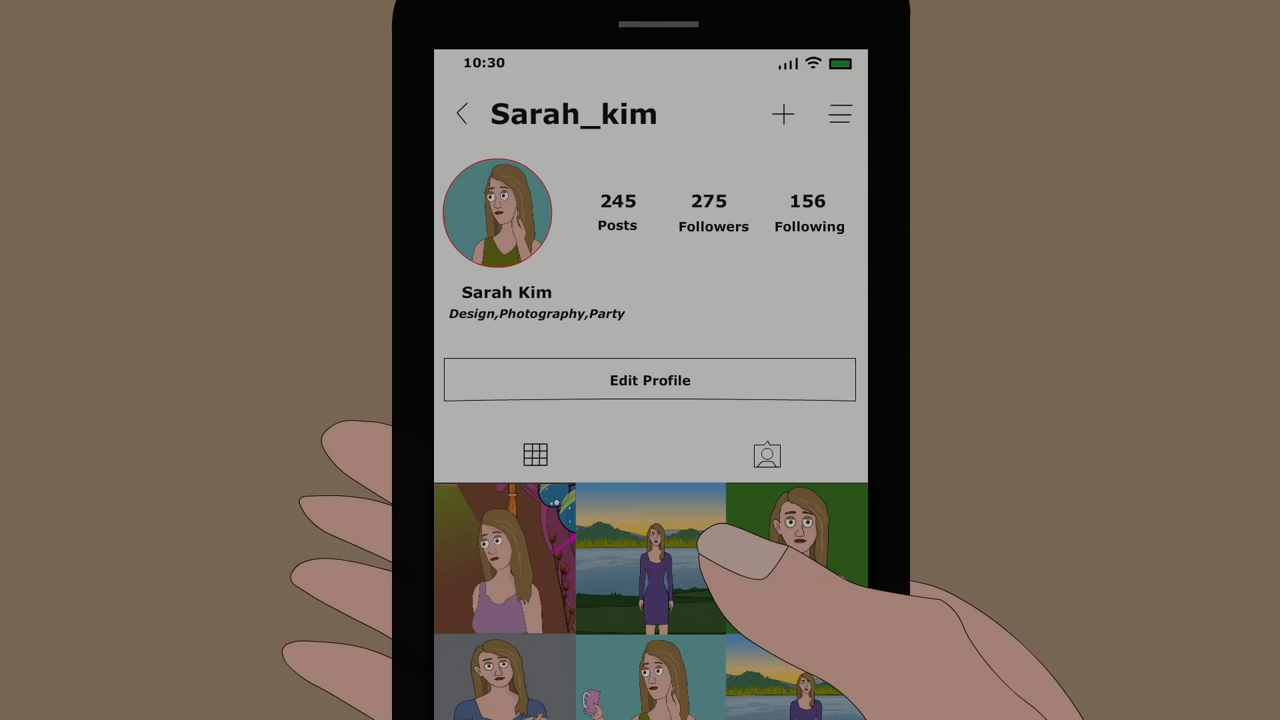 10:30
Sarah_kim
245 275 156
Posts Followers Following
Sarah Kim
Design,Photography,Party
Edit Profile